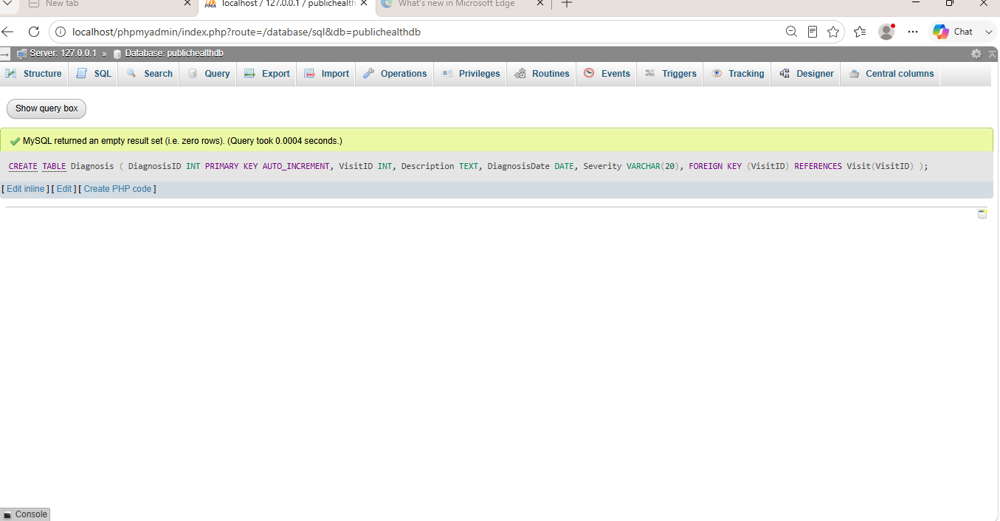 New tab
localhost / 127.0.0.1 / publichealth
What's new in Microsoft Edge
localhost/phpmyadmin/index.php?route=/database/sql&db=publichealthdb
Chat
Server: 127.0.0.1 » Database: publichealthdb
Structure SQL Search Query Export Import Operations Privileges Routines Events Triggers Tracking Designer Central columns
Show query box
MySQL returned an empty result set (i.e. zero rows). (Query took 0.0004 seconds.)
CREATE TABLE Diagnosis ( DiagnosisID INT PRIMARY KEY AUTO_INCREMENT, VisitID INT, Description TEXT, DiagnosisDate DATE, Severity VARCHAR(20), FOREIGN KEY (VisitID) REFERENCES Visit(VisitID) );
[ Edit inline ] [ Edit ] [ Create PHP code ]
Console